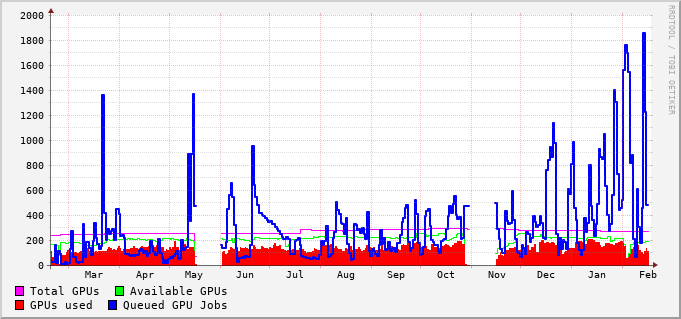 2000
1800
1600
1400
1200
1000
800
600
400
200
0
Mar Apr May Jun Jul Aug Sep Oct Nov Dec Jan Feb
Total GPUs Available GPUs
GPUs used Queued GPU Jobs
RRDTOOL / TOBI OETIKER